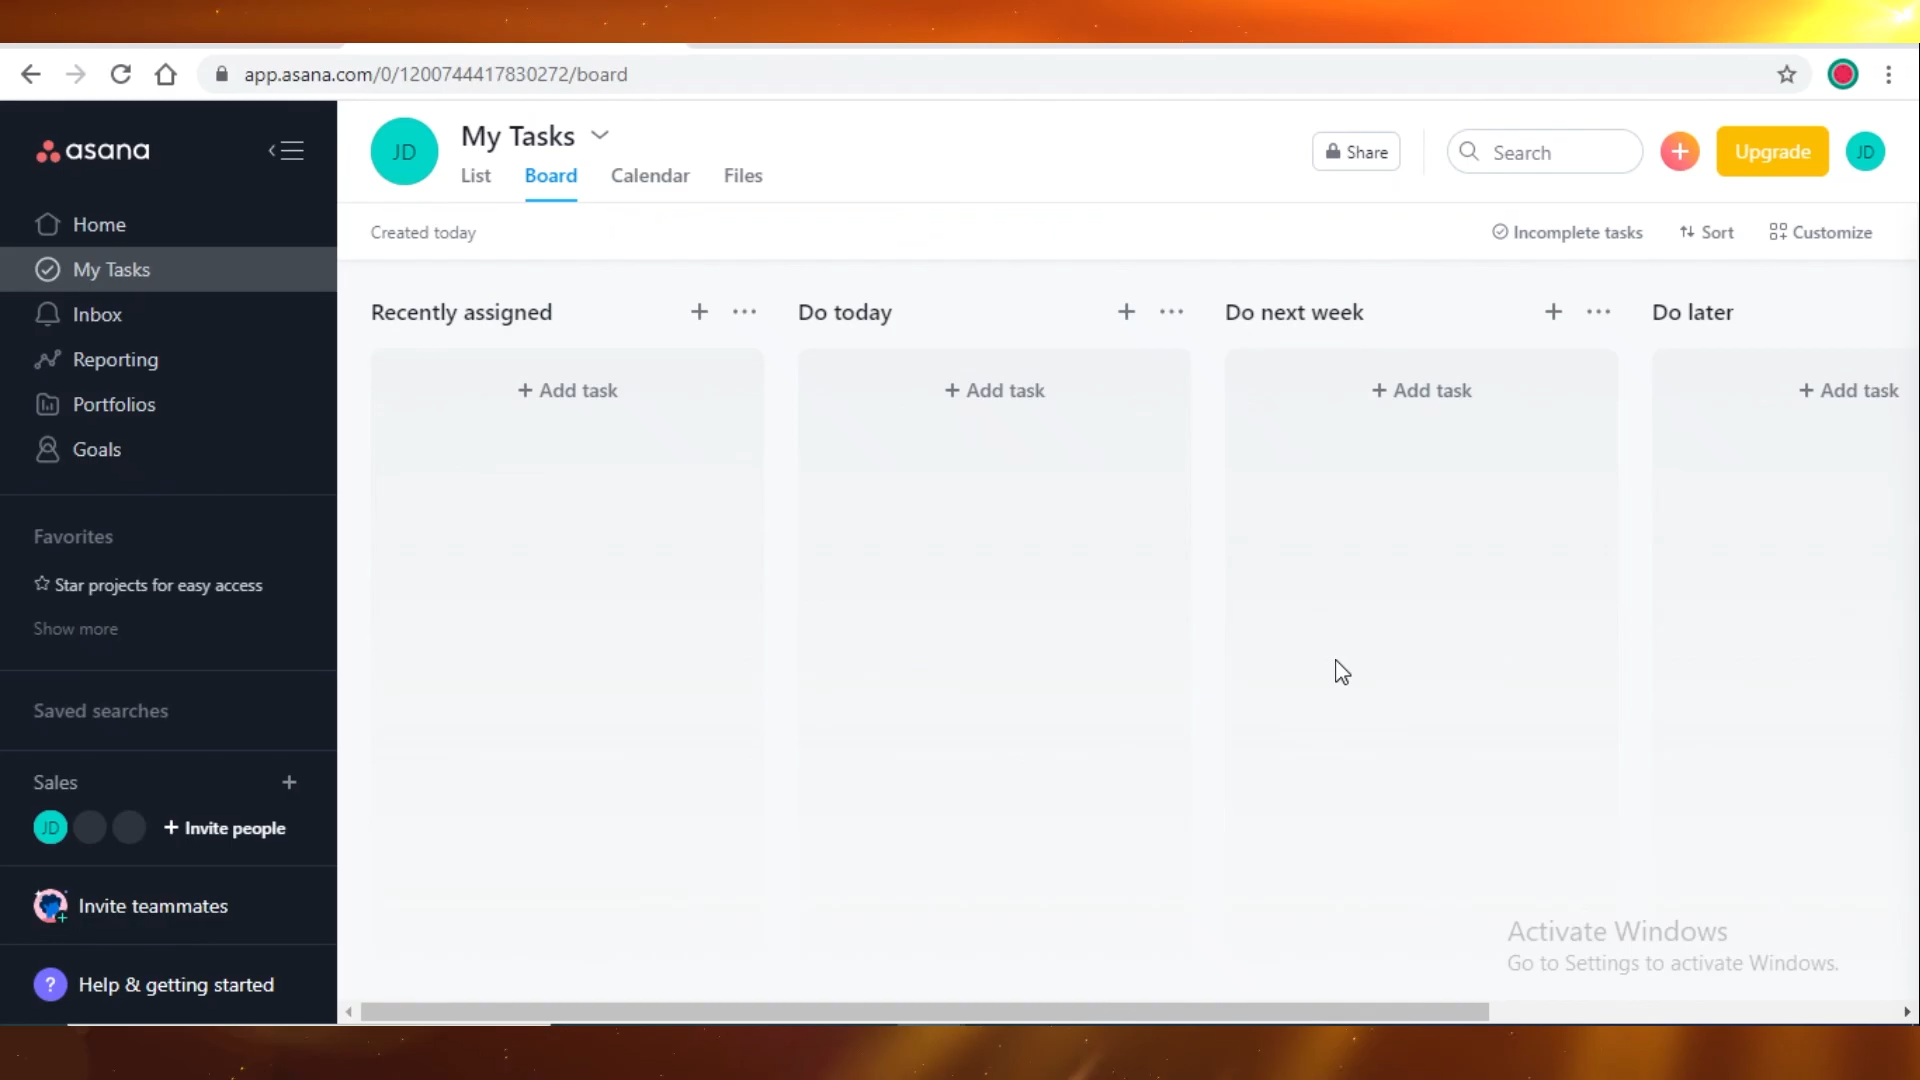 app.asana.com/0/1200744417830272/board
asana
JD
My Tasks
List Board Calendar Files
Share
Search
Upgrade
JD
Home
My Tasks
Inbox
Reporting
Portfolios
Goals
Created today
Incomplete tasks
Sort
Customize
Recently assigned
Do today
Do next week
Do later
+ Add task
+ Add task
+ Add task
+ Add task
Favorites
Star projects for easy access
Show more
Saved searches
Sales +
JD
+ Invite people
Invite teammates
? Help & getting started
Activate Windows
Go to Settings to activate Windows.